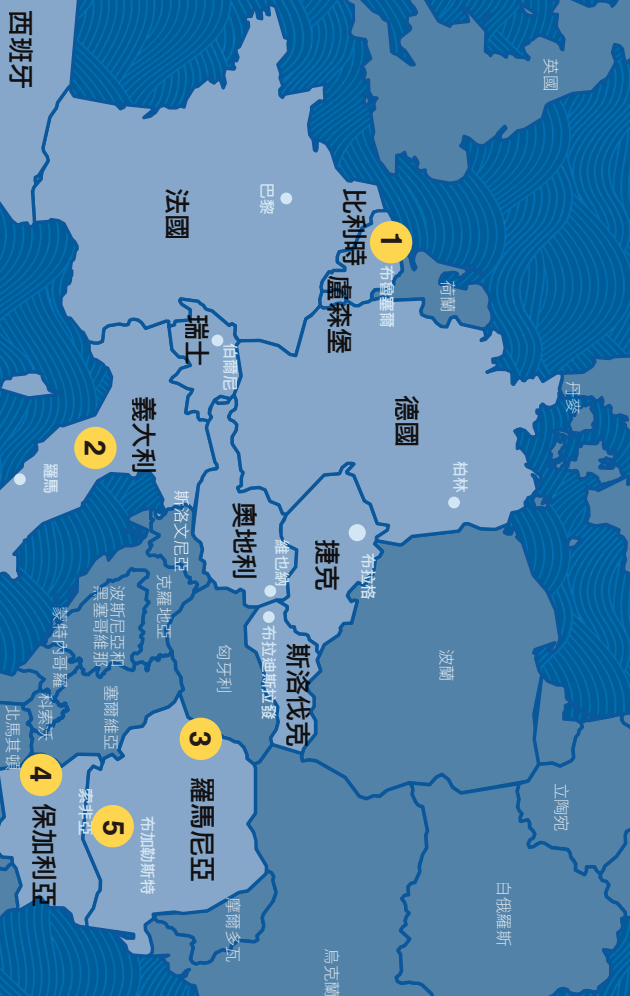 丹麥
立陶宛
英國
白俄羅斯
柏林
荷蘭
波蘭
德國
1
布魯塞爾
布拉格
比利時
盧森堡
烏克蘭
捷克
斯洛伐克
維也納
布拉迪斯拉發
巴黎
奧地利
摩爾多瓦
伯爾尼
匈牙利
羅馬尼亞
3
瑞士
斯洛文尼亞
法國
克羅地亞
布加勒斯特
義大利
波斯尼亞和
黑塞哥維那
5
塞爾維亞
2
索非亞
蒙特內哥羅
羅馬
科索沃
保加利亞
4
西班牙
北馬其頓